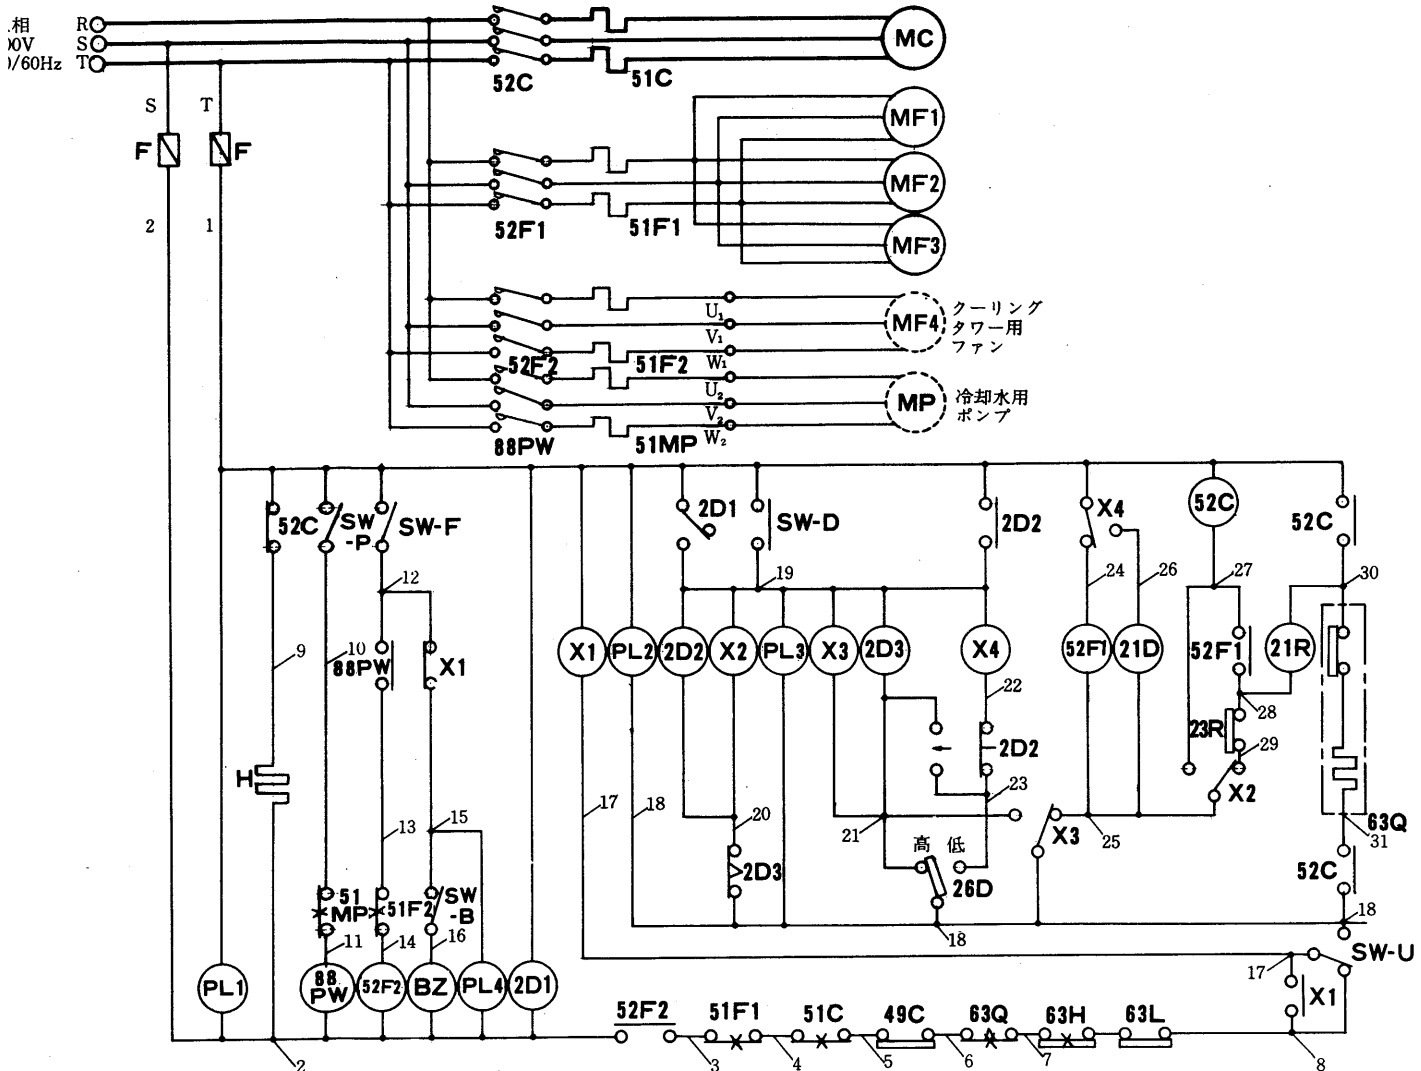 相 R
00V S
0/60Hz T
52C
51C
MC
S
T
F
F
2
1
MF1
MF2
MF3
52F1
51F1
U₁
V₁
W₁
52F2
51F2
MF4
クーリング
タワー用
ファン
U₂
V₂
W₂
88PW
51MP
MP
冷却水用
ポンプ
52C
SW
-P
SW-F
2D1
SW-D
2D2
X4
52C
52C
12
19
24
26
27
30
9
10
88PW
X1
X1
PL2
2D2
X2
PL3
X3
2D3
X4
52F1
21D
52F1
21R
22
28
23R
29
2D2
23
H
17
18
20
21
X2
13
15
25
X3
63Q
31
高 低
26D
2D3
52C
51
MP
51F2
SW
-B
18
18
11
14
16
SW-U
17
PL1
88
PW
52F2
BZ
PL4
2D1
X1
52F2
51F1
51C
49C
63Q
63H
63L
2
3
4
5
6
7
8